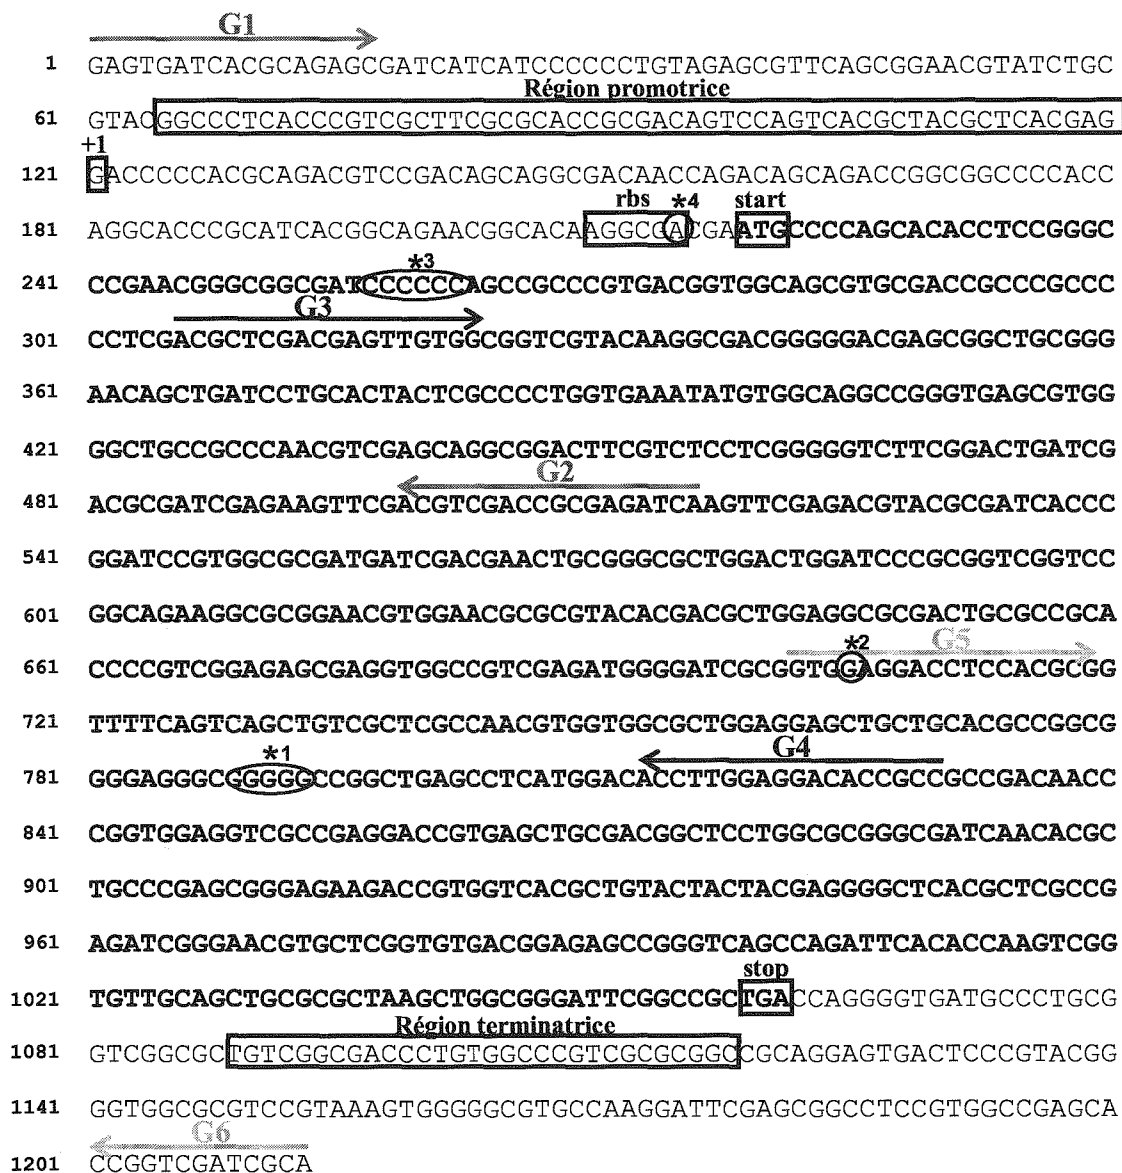 G1
1 GAGTGATCACGCAGAGCGATCATCATCCCCCCTGTAGAGCGTTCAGCGGAACGTATCTGC
Région promotrice
61 GTACGGCCCTCACCCGTCGCTTCGCGCACCGCGACAGTCCAGTCACGCTACGCTCACGAG
+1
121 GACCCCCACGCAGACGTCCGACAGCAGGCGACAACCAGACAGCAGACCGGCGGCCCCACC
rbs *4 start
181 AGGCACCCGCATCACGGCAGAACGGCACAAGGCGACGAATGCCCCAGCACACCTCCGGGC
*3
241 CCGAACGGGCGGCGATCCCCCCAGCCGCCCGTGACGGTGGCAGCGTGCGACCGCCCGCCC
G3
301 CCTCGACGCTCGACGAGTTGTGGCGGTCGTACAAGGCGACGGGGGACGAGCGGCTGCGGG
361 AACAGCTGATCCTGCACTACTCGCCCCTGGTGAAATATGTGGCAGGCCGGGTGAGCGTGG
421 GGCTGCCGCCCAACGTCGAGCAGGCGGACTTCGTCTCCTCGGGGGTCTTCGGACTGATCG
G2
481 ACGCGATCGAGAAGTTCGACGTCGACCGCGAGATCAAGTTCGAGACGTACGCGATCACCC
541 GGATCCGTGGCGCGATGATCGACGAACTGCGGGCGCTGGACTGGATCCCGCGGTCGGTCC
601 GGCAGAAGGCGCGGAACGTGGAACGCGCGTACACGACGCTGGAGGCGCGACTGCGCCGCA
*2 G5
661 CCCCGTCGGAGAGCGAGGTGGCCGTCGAGATGGGGATCGCGGTGGAGGACCTCCACGCGG
721 TTTTCAGTCAGCTGTCGCTCGCCAACGTGGTGGCGCTGGAGGAGCTGCTGCACGCCGGCG
*1 G4
781 GGGAGGGCGGGGGCCGGCTGAGCCTCATGGACACCTTGGAGGACACCGCCGCCGACAACC
841 CGGTGGAGGTCGCCGAGGACCGTGAGCTGCGACGGCTCCTGGCGCGGGCGATCAACACGC
901 TGCCCGAGCGGGAGAAGACCGTGGTCACGCTGTACTACTACGAGGGGCTCACGCTCGCCG
961 AGATCGGGAACGTGCTCGGTGTGACGGAGAGCCGGGTCAGCCAGATTCACACCAAGTCGG
stop
1021 TGTTGCAGCTGCGCGCTAAGCTGGCGGGATTCGGCCGCTGACCAGGGGTGATGCCCTGCG
Région terminatrice
1081 GTCGGCGCTGTCGGCGACCCTGTGGCCCGTCGCGCGGCCGCAGGAGTGACTCCCGTACGG
1141 GGTGGCGCGTCCGTAAAGTGGGGGCGTGCCAAGGATTCGAGCGGCCTCCGTGGCCGAGCA
G6
1201 CCGGTCGATCGCA